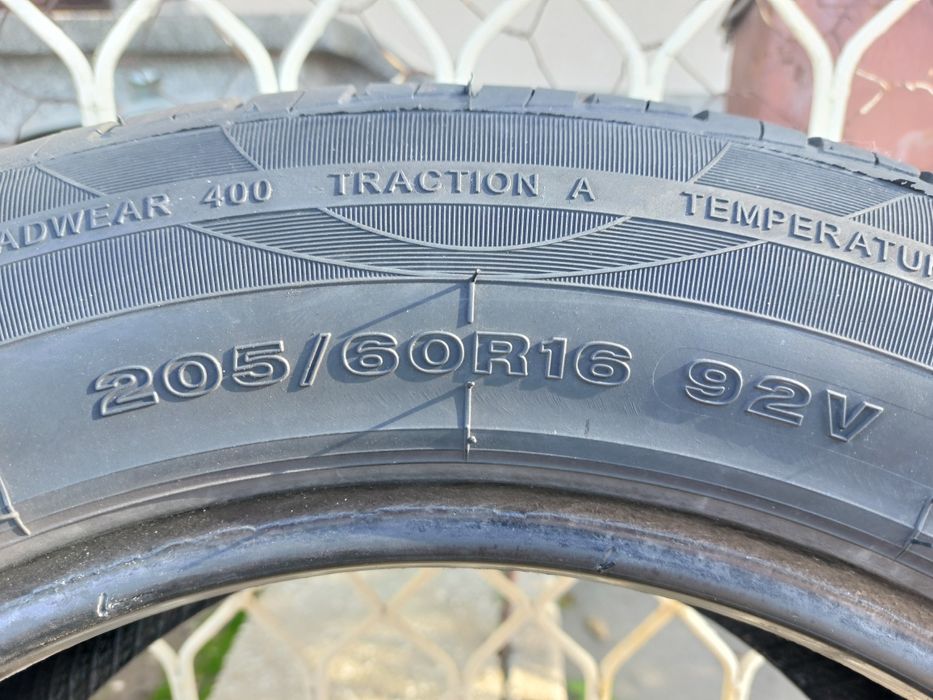 ADWEAR 400 TRACTION A TEMPERATU
205/60R16 92V